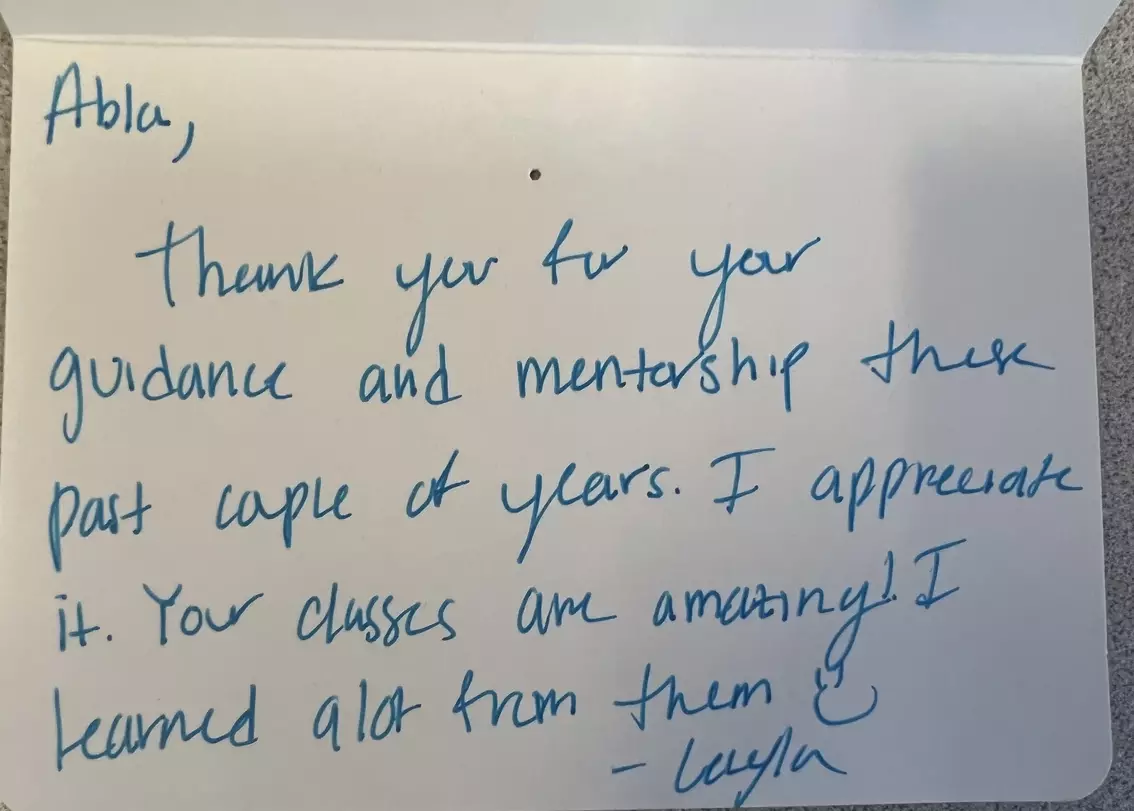 Abla,
Thank you for your
guidance and mentorship these
past couple of years. I appreciate
it. Your classes are amazing! I
learned alot from them :)
- Layla